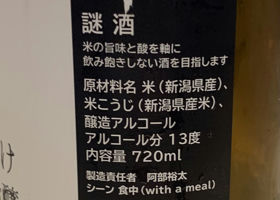 謎酒
米の旨味と酸を軸に
飲み飽きしない酒を目指します
原材料名 米（新潟県産）、
米こうじ（新潟県産米）、
醸造アルコール
アルコール分 13度
内容量 720ml
製造責任者 阿部裕太
シーン 食中(with a meal)
け